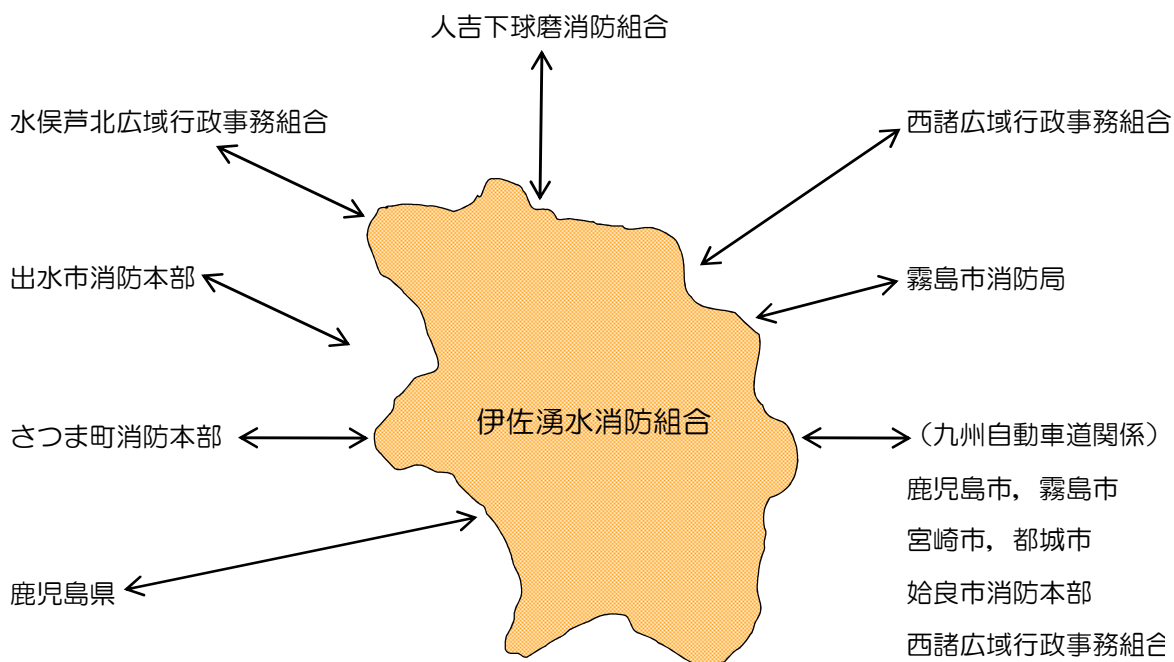 人吉下球磨消防組合
水俣芦北広域行政事務組合
西諸広域行政事務組合
出水市消防本部
霧島市消防局
伊佐湧水消防組合
さつま町消防本部
（九州自動車道関係）
鹿児島市，霧島市
宮崎市，都城市
姶良市消防本部
西諸広域行政事務組合
鹿児島県